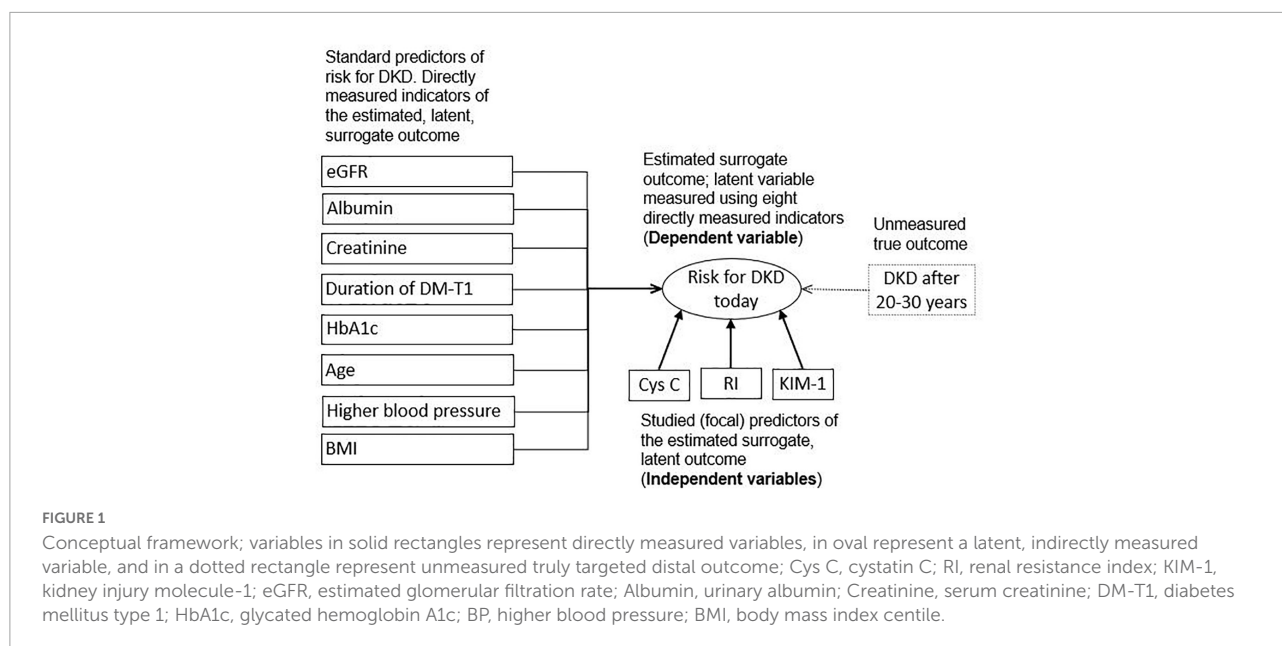 Standard predictors of
risk for DKD. Directly
measured indicators of
the estimated, latent,
surrogate outcome
eGFR
Albumin
Creatinine
Duration of DM-T1
HbA1c
Age
Higher blood pressure
BMI
Estimated surrogate
outcome; latent variable
measured using eight
directly measured indicators
(Dependent variable)
Risk for DKD
today
Unmeasured
true outcome
DKD after
20-30 years
Cys C
RI
KIM-1
Studied (focal) predictors of
the estimated surrogate,
latent outcome
(Independent variables)
FIGURE 1
Conceptual framework; variables in solid rectangles represent directly measured variables, in oval represent a latent, indirectly measured
variable, and in a dotted rectangle represent unmeasured truly targeted distal outcome; Cys C, cystatin C; RI, renal resistance index; KIM-1,
kidney injury molecule-1; eGFR, estimated glomerular filtration rate; Albumin, urinary albumin; Creatinine, serum creatinine; DM-T1, diabetes
mellitus type 1; HbA1c, glycated hemoglobin A1c; BP, higher blood pressure; BMI, body mass index centile.